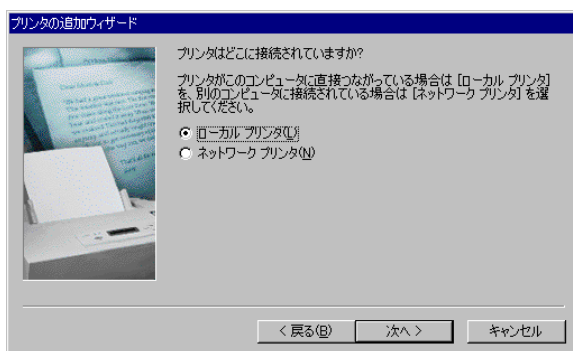 プリンタの追加ウィザード
プリンタはどこに接続されていますか?
プリンタがこのコンピュータに直接つながっている場合は [ローカル プリンタ]
を、別のコンピュータに接続されている場合は [ネットワーク プリンタ] を選
択してください。
ローカル プリンタ(L)
ネットワーク プリンタ(N)
< 戻る(B)
次へ >
キャンセル